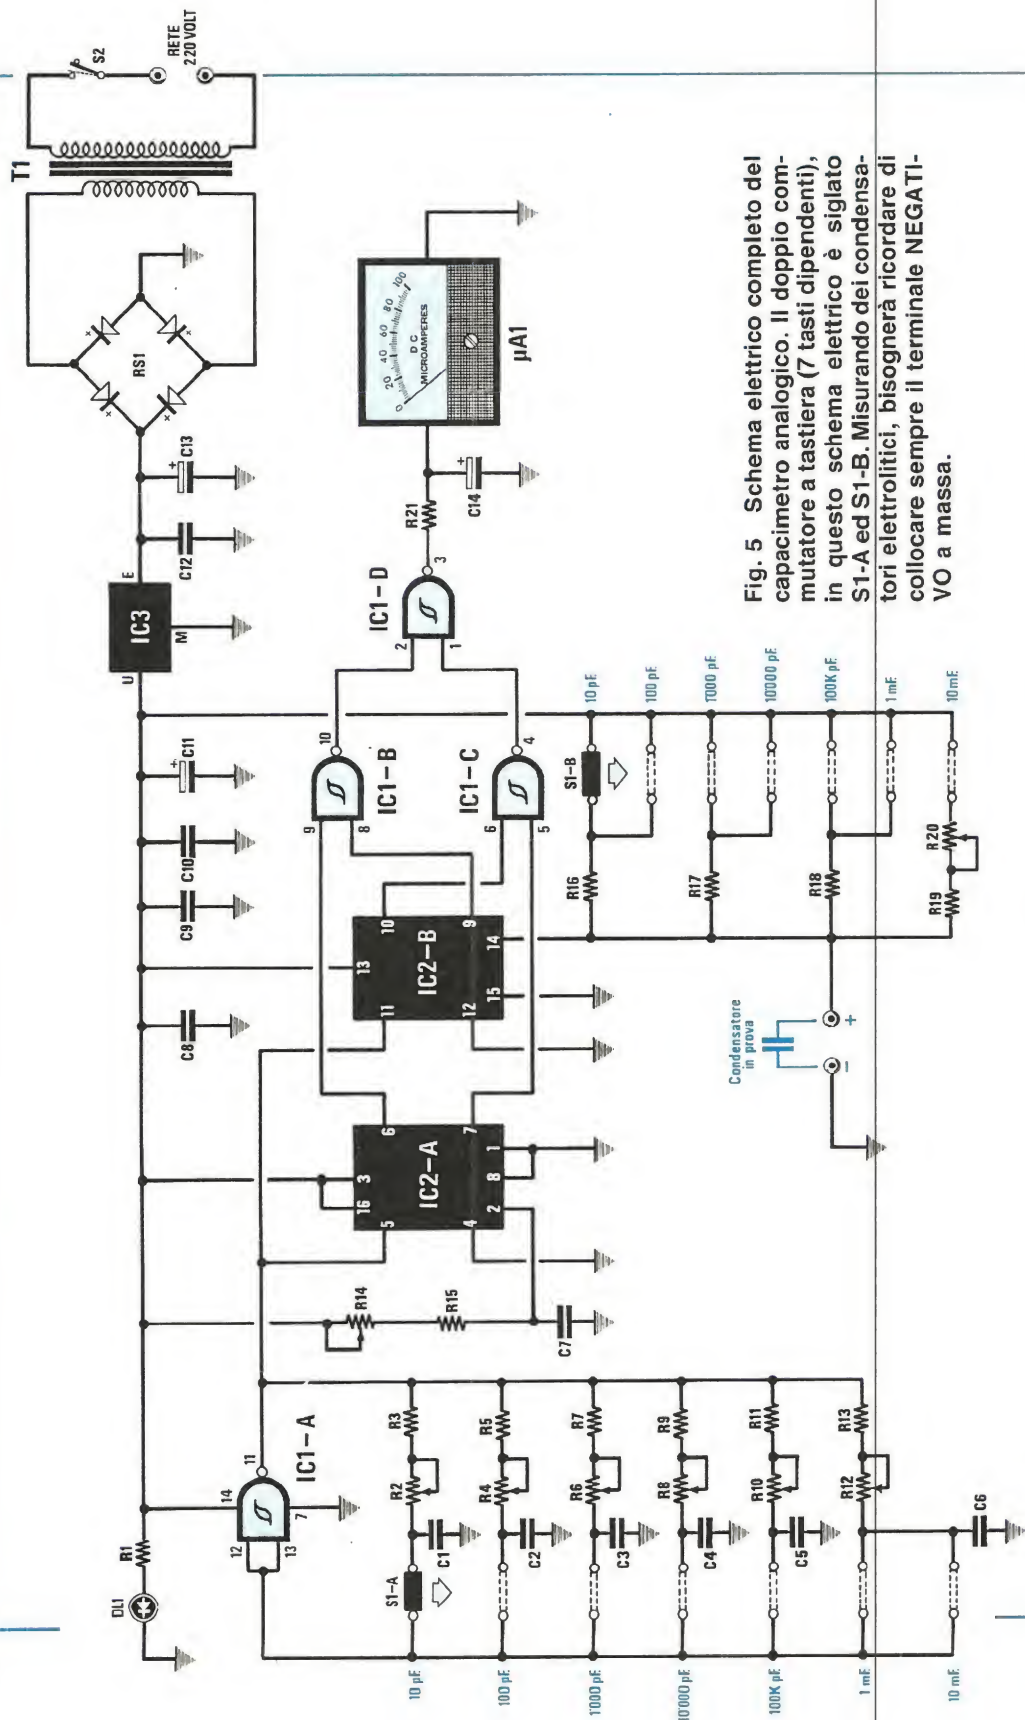 T1
S2
RETE
220 VOLT
RS1
+
+
+
+
C13
+
C12
E
IC3
M
U
C11
+
C10
C9
C8
R1
DL1
14
12
13
7
11
IC1-A
R14
R15
C7
16
3
5
6
IC2-A
4
7
2
8
1
13
11
10
IC2-B
12
9
15
14
9
8
10
IC1-B
6
5
4
IC1-C
2
1
3
IC1-D
R21
C14
+
0 20 40 60 80 100
DC
MICROAMPERES
µA1
S1-A
R2
R3
C1
R4
R5
C2
R6
R7
C3
R8
R9
C4
R10
R11
C5
R12
R13
C6
10 pF.
100 pF.
1'000 pF.
10'000 pF.
100K pF.
1 mF.
10 mF.
Condensatore
in prova
-
+
R16
S1-B
R17
R18
R19
R20
10 pF.
100 pF.
1'000 pF.
10'000 pF.
100K pF.
1 mF.
10 mF.
Fig. 5 Schema elettrico completo del
capacimetro analogico. Il doppio com-
mutatore a tastiera (7 tasti dipendenti),
in questo schema elettrico è siglato
S1-A ed S1-B. Misurando dei condensa-
tori elettrolitici, bisognerà ricordare di
collocare sempre il terminale NEGATI-
VO a massa.